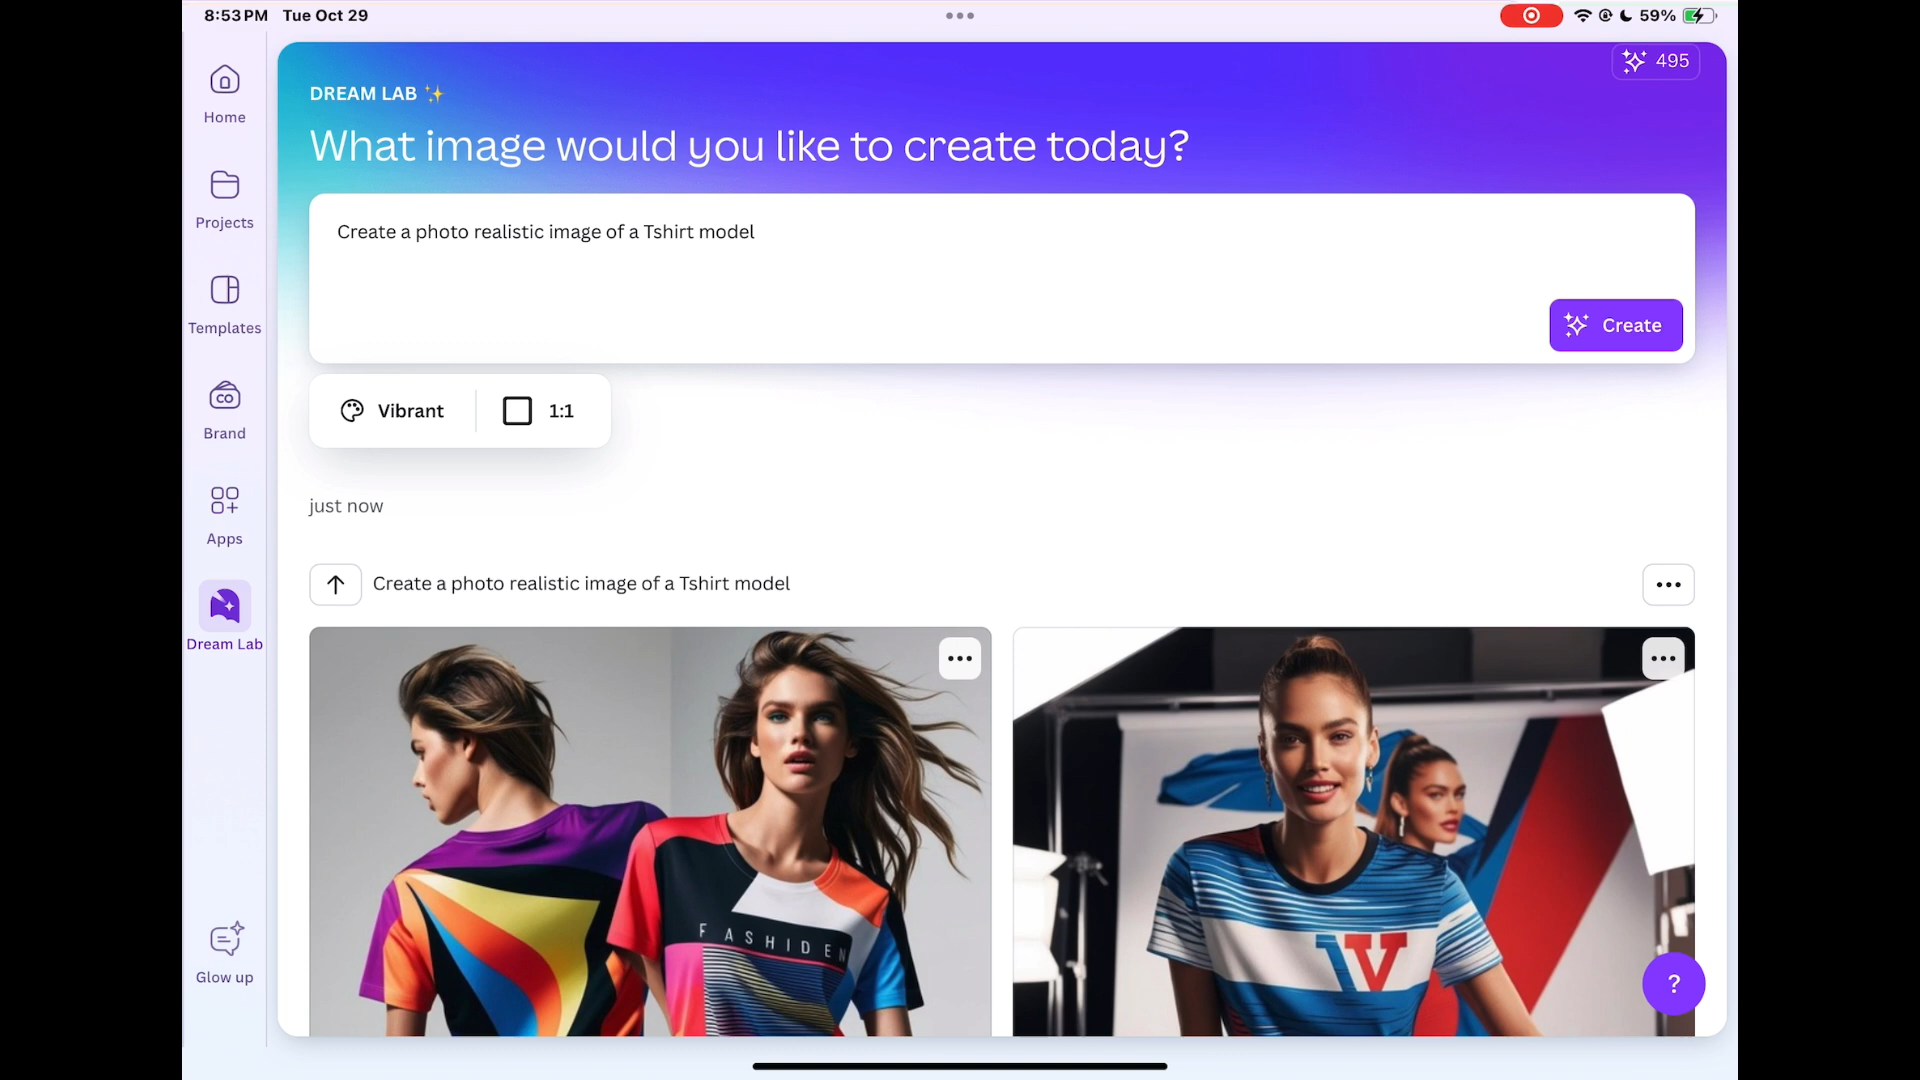 8:53 PM Tue Oct 29
59%
495
DREAM LAB
What image would you like to create today?
Create a photo realistic image of a Tshirt model
Create
Vibrant
1:1
just now
Create a photo realistic image of a Tshirt model
Home
Projects
Templates
CO
Brand
Apps
Dream Lab
Glow up
FASHIDEN
V
?